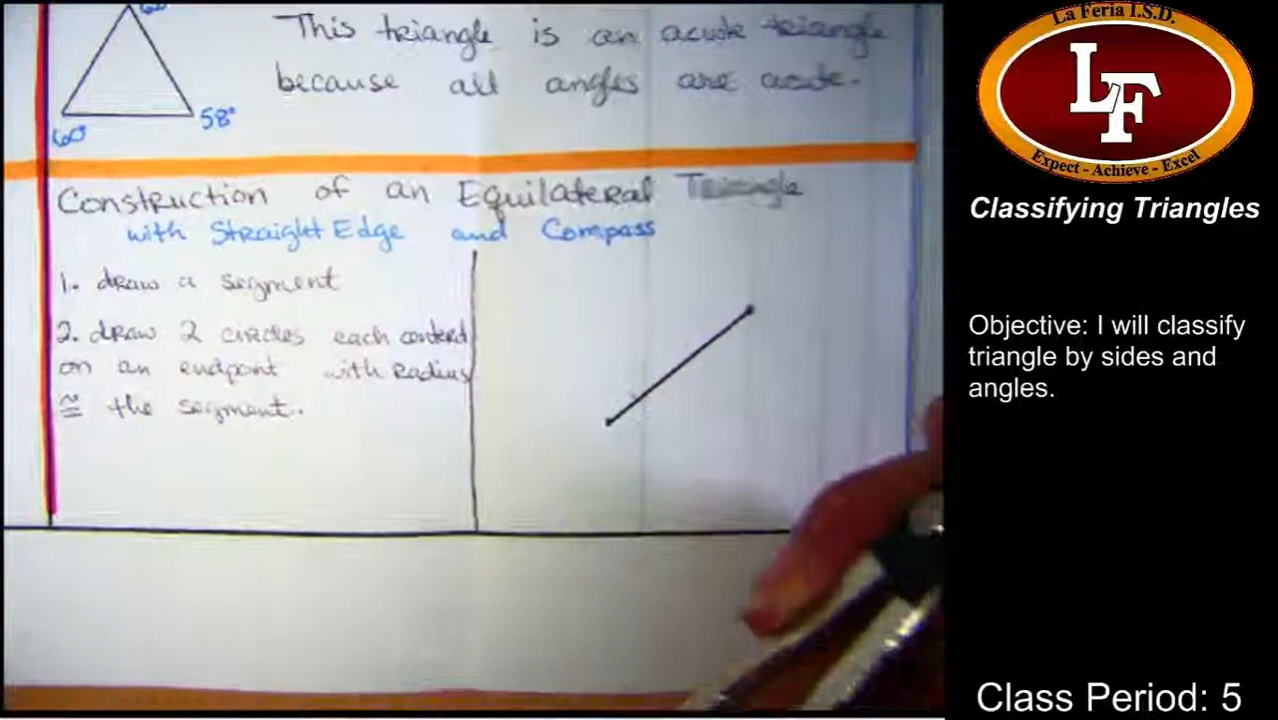 This triangle is an acute triangle
because all angles are acute.
60°
58°
Construction of an Equilateral Triangle
with Straight Edge and Compass
1. draw a segment
2. draw 2 circles each centerd
on an endpoint with Radius
≅ the segment.
La Feria I.S.D.
LF
Expect - Achieve - Excel
Classifying Triangles
Objective: I will classify
triangle by sides and
angles.
Class Period: 5